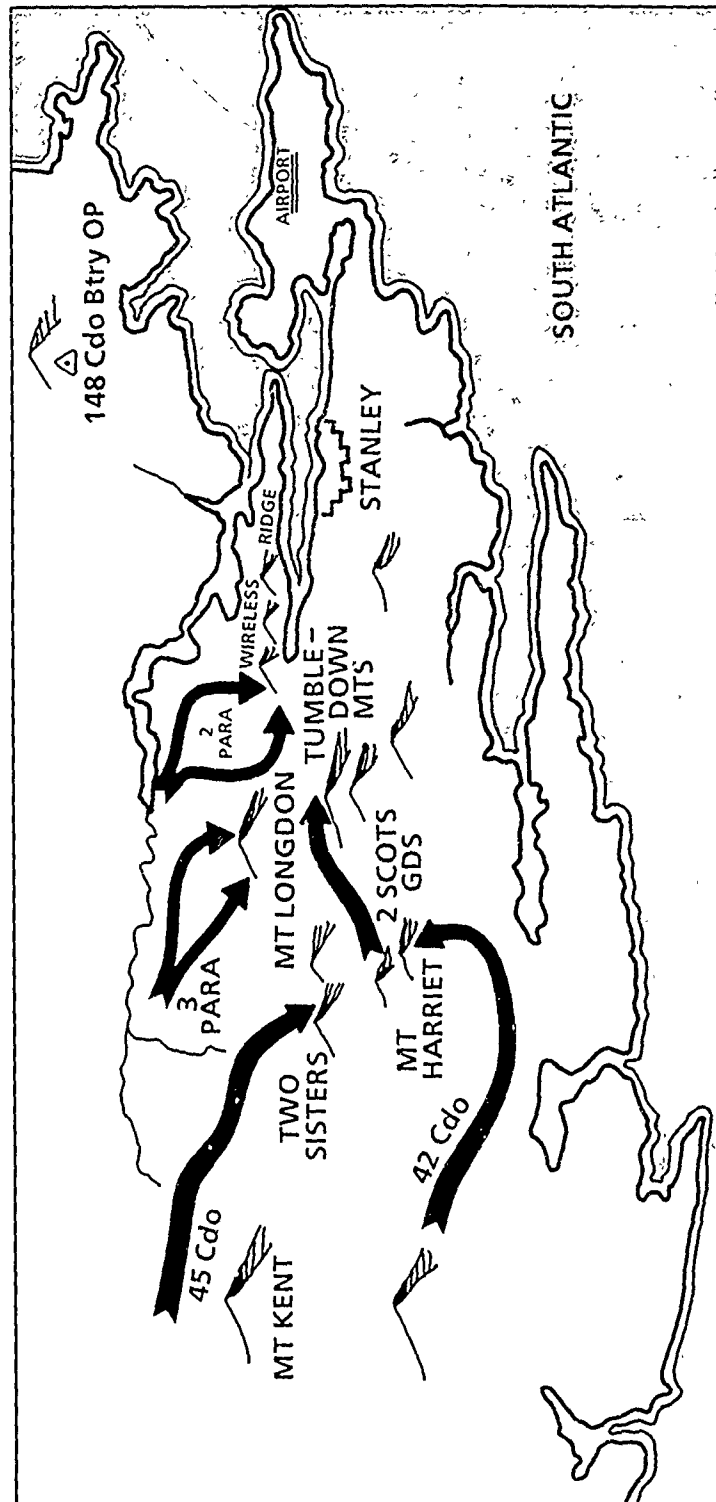 148 Cdo Btry OP
AIRPORT
SOUTH ATLANTIC
WIRELESS
RIDGE
STANLEY
2
PARA
TUMBLE-
DOWN
MTS
3
PARA
MT LONGDON
2 SCOTS
GDS
45 Cdo
TWO
SISTERS
MT
HARRIET
42 Cdo
MT KENT